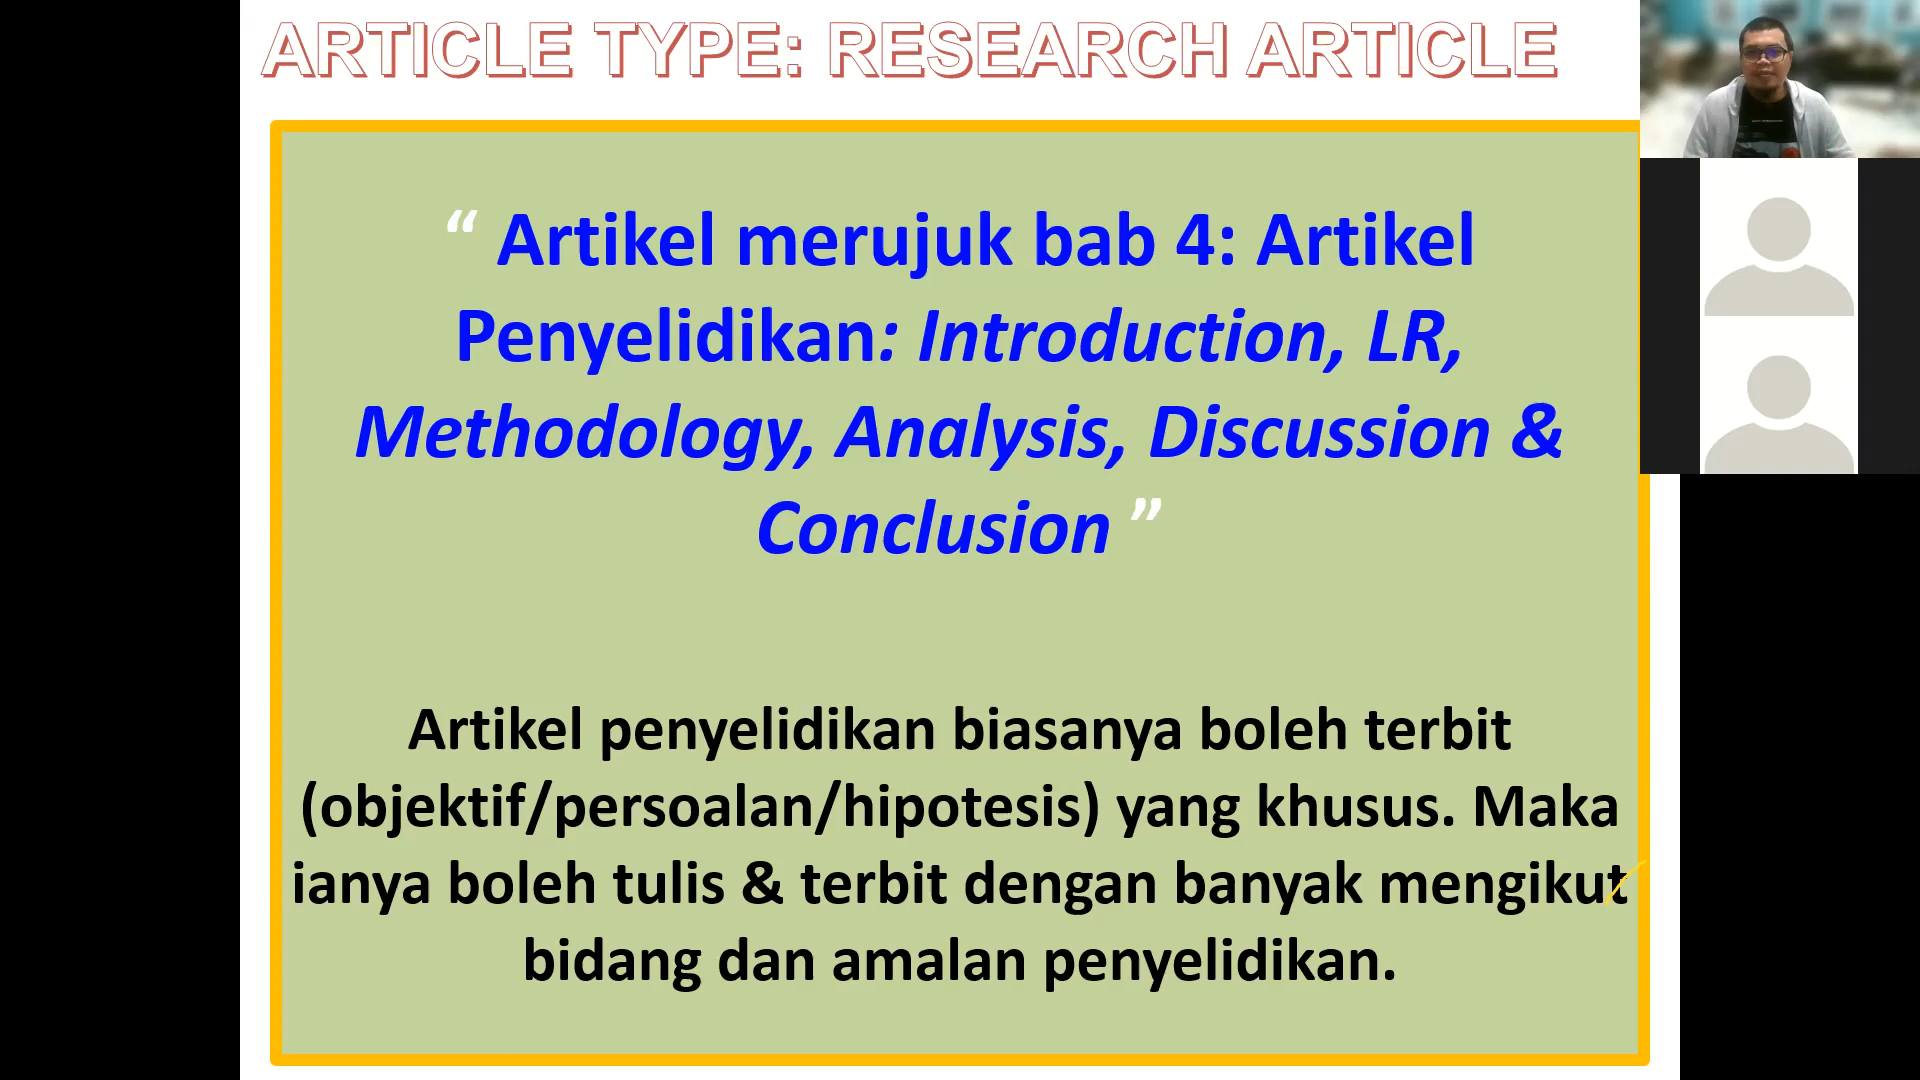 ARTICLE TYPE: RESEARCH ARTICLE
“ Artikel merujuk bab 4: Artikel
Penyelidikan: Introduction, LR,
Methodology, Analysis, Discussion &
Conclusion ”
Artikel penyelidikan biasanya boleh terbit
(objektif/persoalan/hipotesis) yang khusus. Maka
ianya boleh tulis & terbit dengan banyak mengikut
bidang dan amalan penyelidikan.